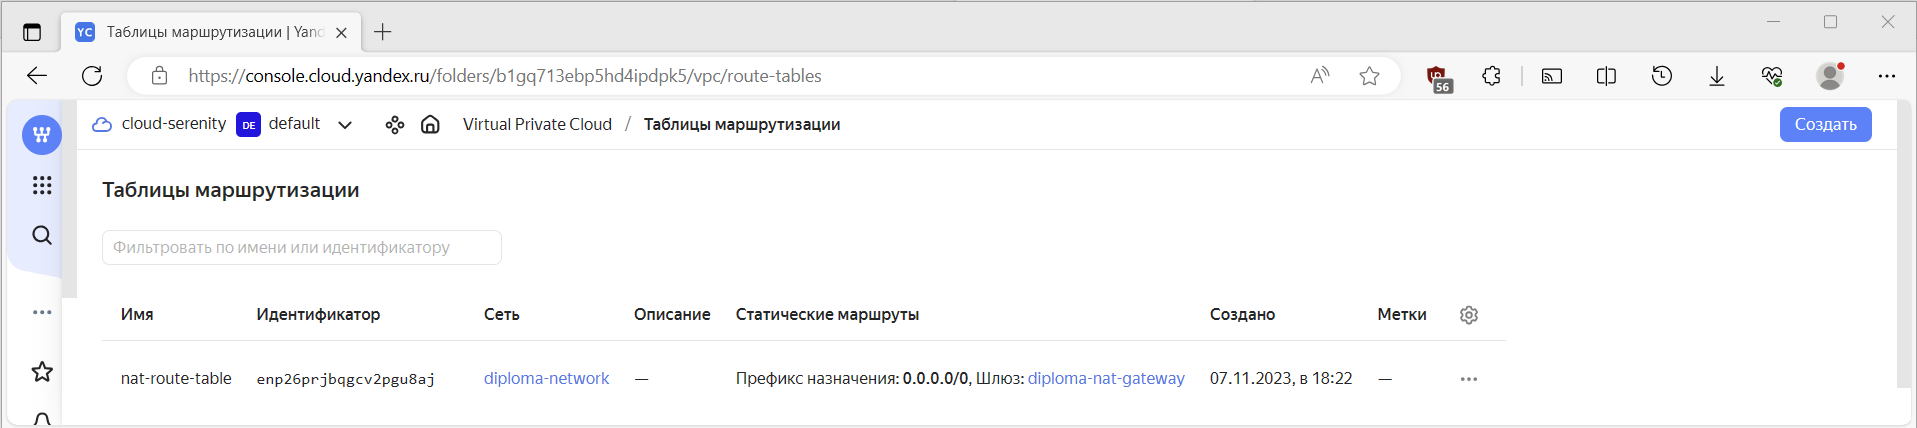 YC Таблицы маршрутизации | Yand
https://console.cloud.yandex.ru/folders/b1gq713ebp5hd4ipdpk5/vpc/route-tables
56
cloud-serenity DE default Virtual Private Cloud / Таблицы маршрутизации Создать
Таблицы маршрутизации
Фильтровать по имени или идентификатору
Имя Идентификатор Сеть Описание Статические маршруты Создано Метки
nat-route-table enp26prjbqgcv2pgu8aj diploma-network — Префикс назначения: 0.0.0.0/0, Шлюз: diploma-nat-gateway 07.11.2023, в 18:22 —